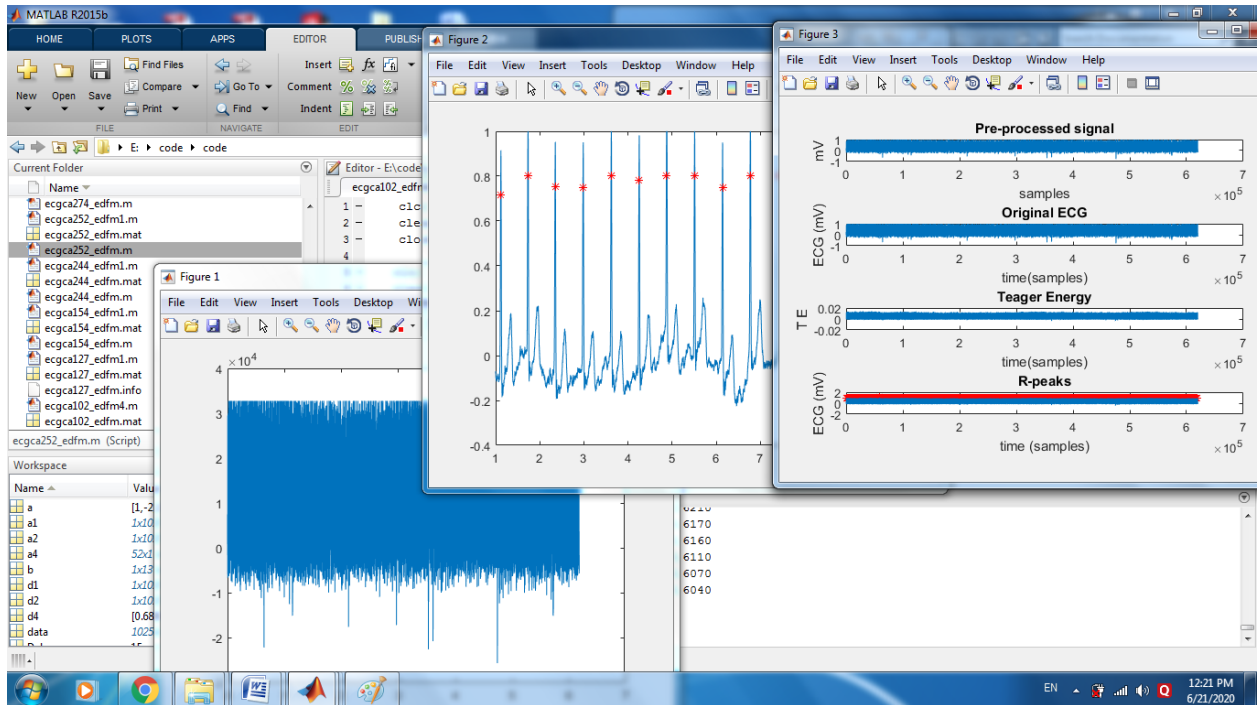 MATLAB R2015b
HOME PLOTS APPS EDITOR PUBLISH
New Open Save
Find Files
Compare
Print
Go To
Find
Insert fx
Comment
Indent
FILE NAVIGATE EDIT
E: code code
Current Folder
Name
ecgca274_edfm.m
ecgca252_edfm1.m
ecgca252_edfm.mat
ecgca252_edfm.m
ecgca244_edfm1.m
ecgca244_edfm.mat
ecgca244_edfm.m
ecgca154_edfm1.m
ecgca154_edfm.mat
ecgca154_edfm.m
ecgca127_edfm1.m
ecgca127_edfm.mat
ecgca127_edfm.info
ecgca102_edfm4.m
ecgca102_edfm.mat
ecgca252_edfm.m (Script)
Workspace
Name Valu
a [1,-2
a1 1x10
a2 1x10
a4 52x1
b 1x13
d1 1x10
d2 1x10
d4 [0.68
data 1025
Editor - E:\code
ecgca102_edfm
1 - clc
2 - cle
3 - clo
4
Figure 1
File Edit View Insert Tools Desktop Wi
×10^4
4
3
2
1
0
-1
-2
Figure 2
File Edit View Insert Tools Desktop Window Help
1
0.8
0.6
0.4
0.2
0
-0.2
-0.4
1 2 3 4 5 6 7
Figure 3
File Edit View Insert Tools Desktop Window Help
Pre-processed signal
mV
1
0
-1
0 1 2 3 4 5 6 7
samples ×10^5
Original ECG
ECG (mV)
1
0
-1
0 1 2 3 4 5 6 7
time(samples) ×10^5
Teager Energy
T E
0.02
0
-0.02
0 1 2 3 4 5 6 7
time(samples) ×10^5
R-peaks
ECG (mV)
2
0
-2
0 1 2 3 4 5 6 7
time (samples) ×10^5
6210
6170
6160
6110
6070
6040
EN
12:21 PM
6/21/2020